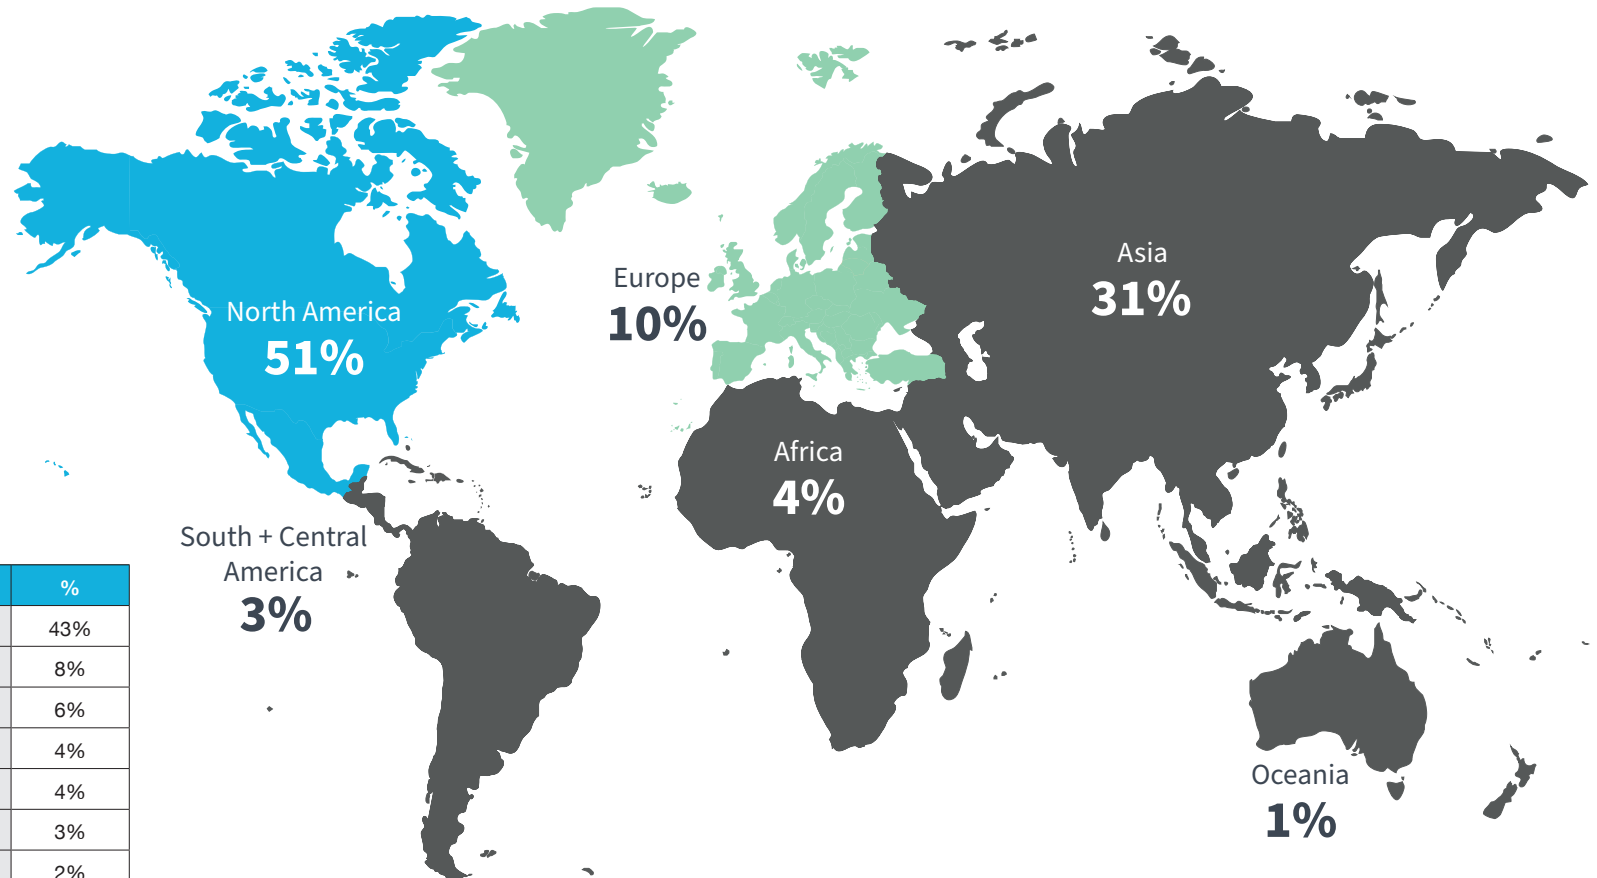 North America
51%
Europe
10%
Asia
31%
Africa
4%
South + Central
America
3%
Oceania
1%
%
43%
8%
6%
4%
4%
3%
2%